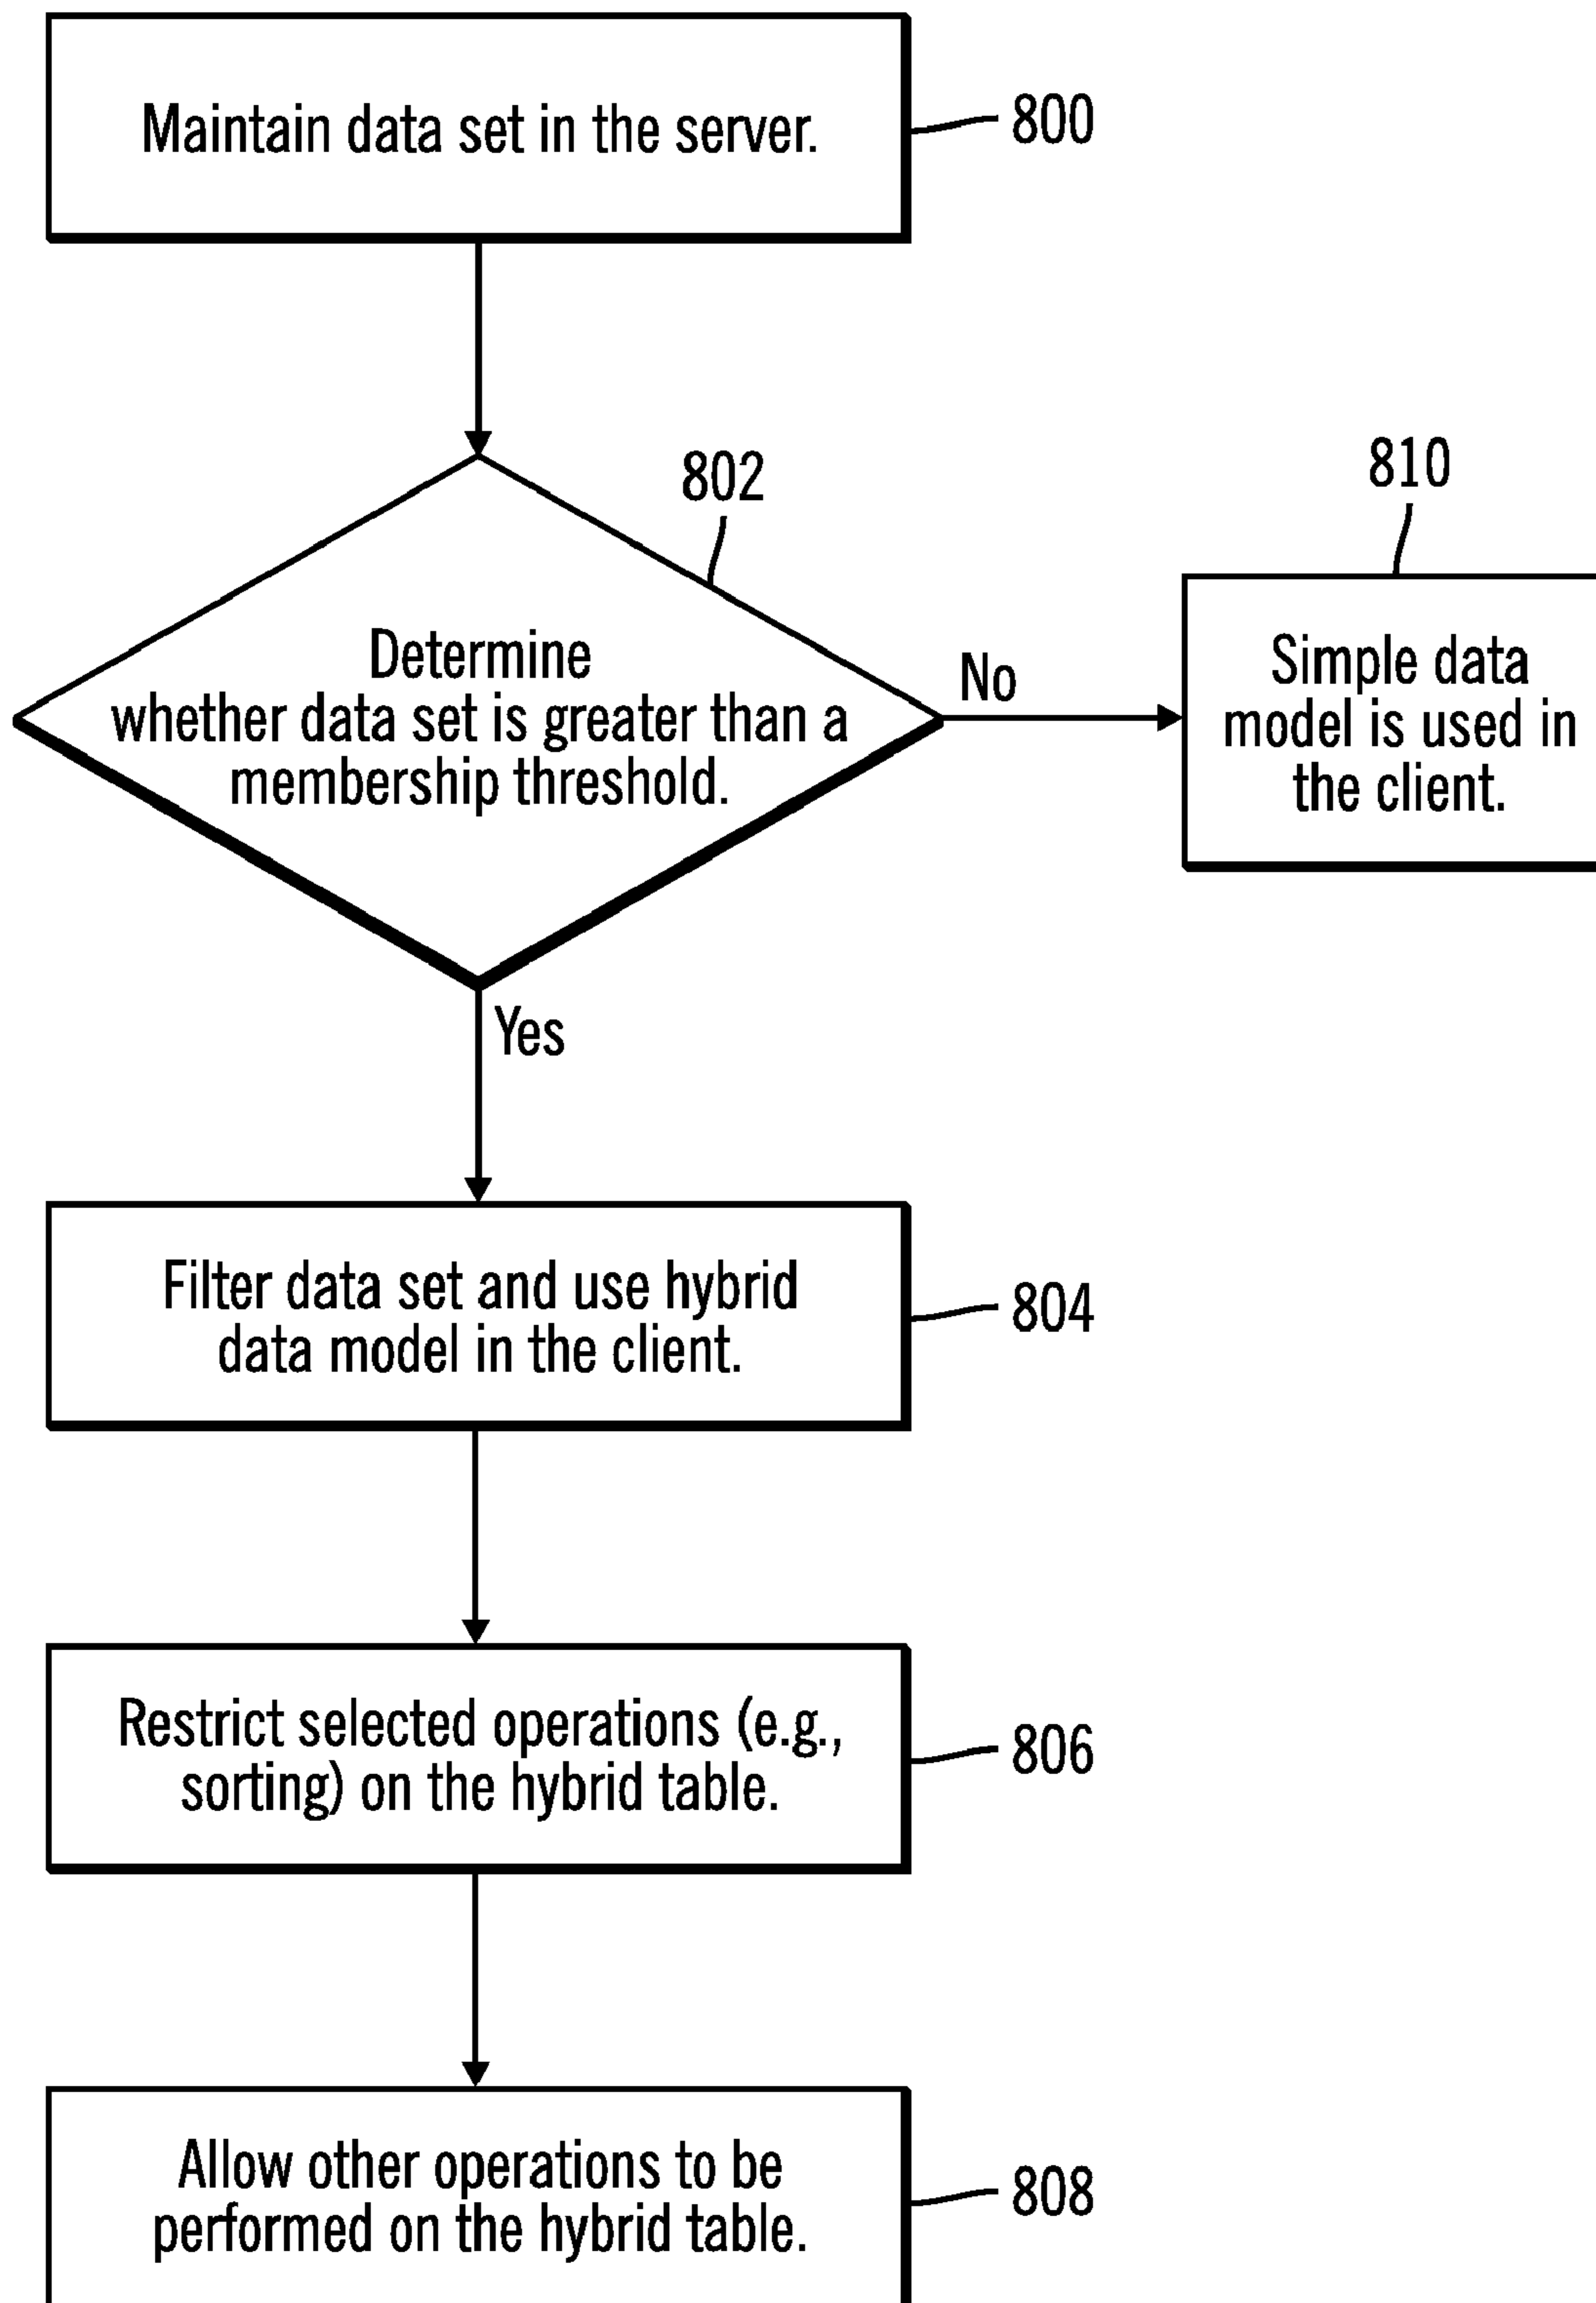 Maintain data set in the server.
800
802
Determine
whether data set is greater than a
membership threshold.
No
810
Simple data
model is used in
the client.
Yes
Filter data set and use hybrid
data model in the client.
804
Restrict selected operations (e.g.,
sorting) on the hybrid table.
806
Allow other operations to be
performed on the hybrid table.
808